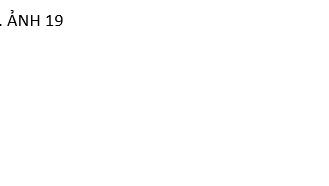 . ẢNH 19